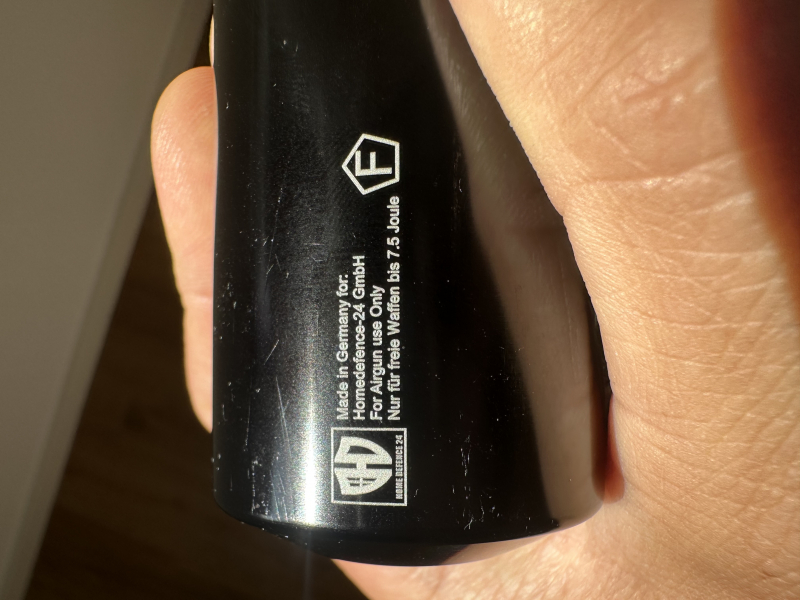 Made in Germany for:
Homedefence-24 GmbH
For Airgun use Only
Nur für freie Waffen bis 7.5 Joule
F
HD
HOME DEFENCE 24